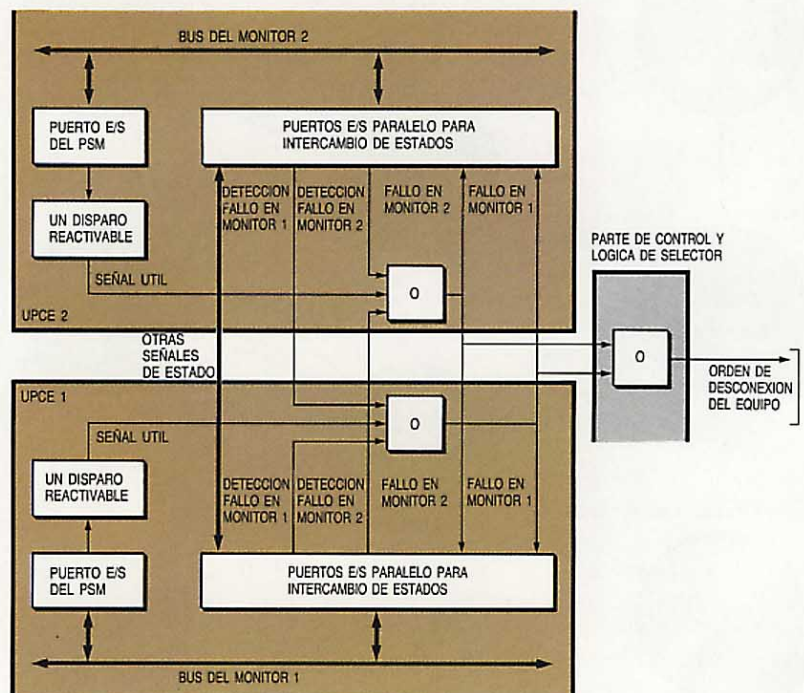 BUS DEL MONITOR 2
PUERTO E/S
DEL PSM
PUERTOS E/S PARALELO PARA
INTERCAMBIO DE ESTADOS
UN DISPARO
REACTIVABLE
DETECCION
FALLO EN
MONITOR 1
DETECCION
FALLO EN
MONITOR 2
FALLO EN
MONITOR 2
FALLO EN
MONITOR 1
SEÑAL UTIL
O
UPCE 2
PARTE DE CONTROL Y
LOGICA DE SELECTOR
O
ORDEN DE
DESCONEXION
DEL EQUIPO
OTRAS
SEÑALES
DE ESTADO
UPCE 1
SEÑAL UTIL
O
UN DISPARO
REACTIVABLE
DETECCION
FALLO EN
MONITOR 1
DETECCION
FALLO EN
MONITOR 2
FALLO EN
MONITOR 2
FALLO EN
MONITOR 1
PUERTO E/S
DEL PSM
PUERTOS E/S PARALELO PARA
INTERCAMBIO DE ESTADOS
BUS DEL MONITOR 1